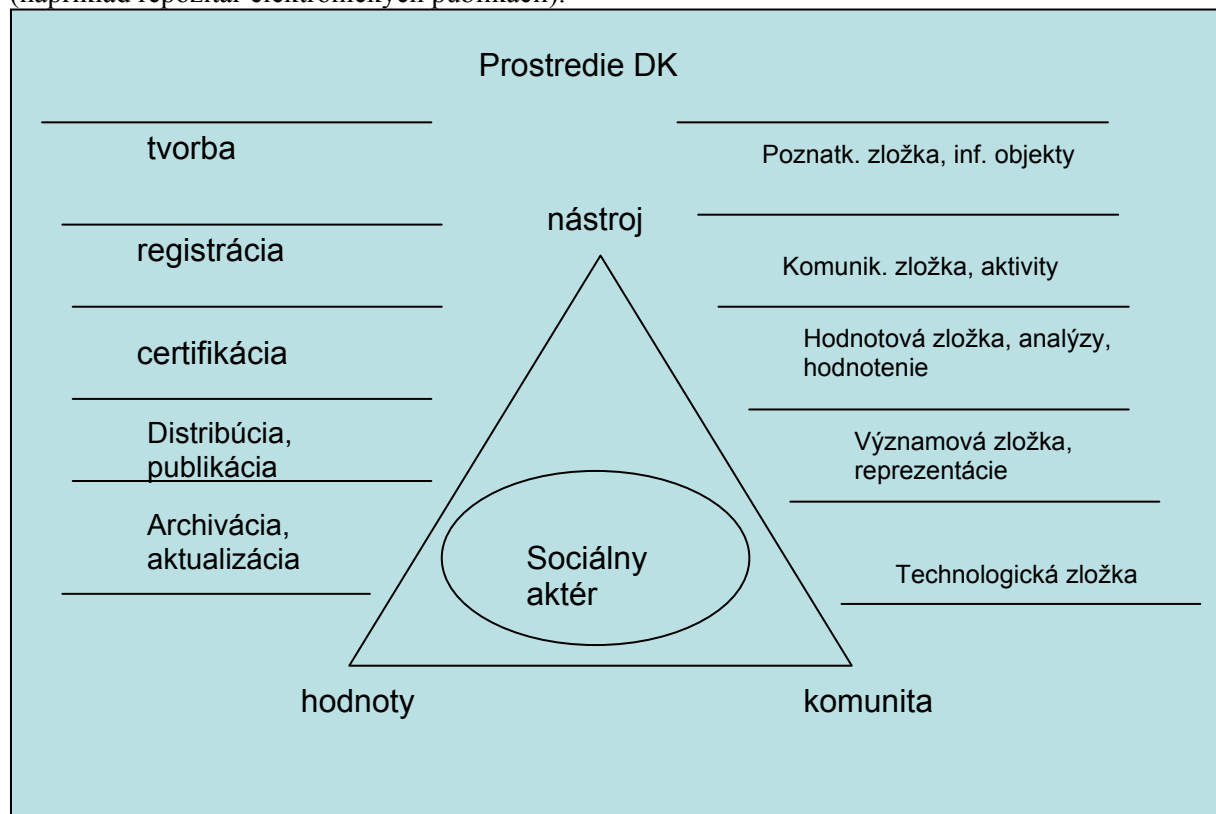 (napríklad repozitár elektronických publikácií).
Prostredie DK
tvorba
registrácia
certifikácia
Distribúcia,
publikácia
Archivácia,
aktualizácia
nástroj
Sociálny
aktér
hodnoty
komunita
Poznatk. zložka, inf. objekty
Komunik. zložka, aktivity
Hodnotová zložka, analýzy,
hodnotenie
Významová zložka,
reprezentácie
Technologická zložka